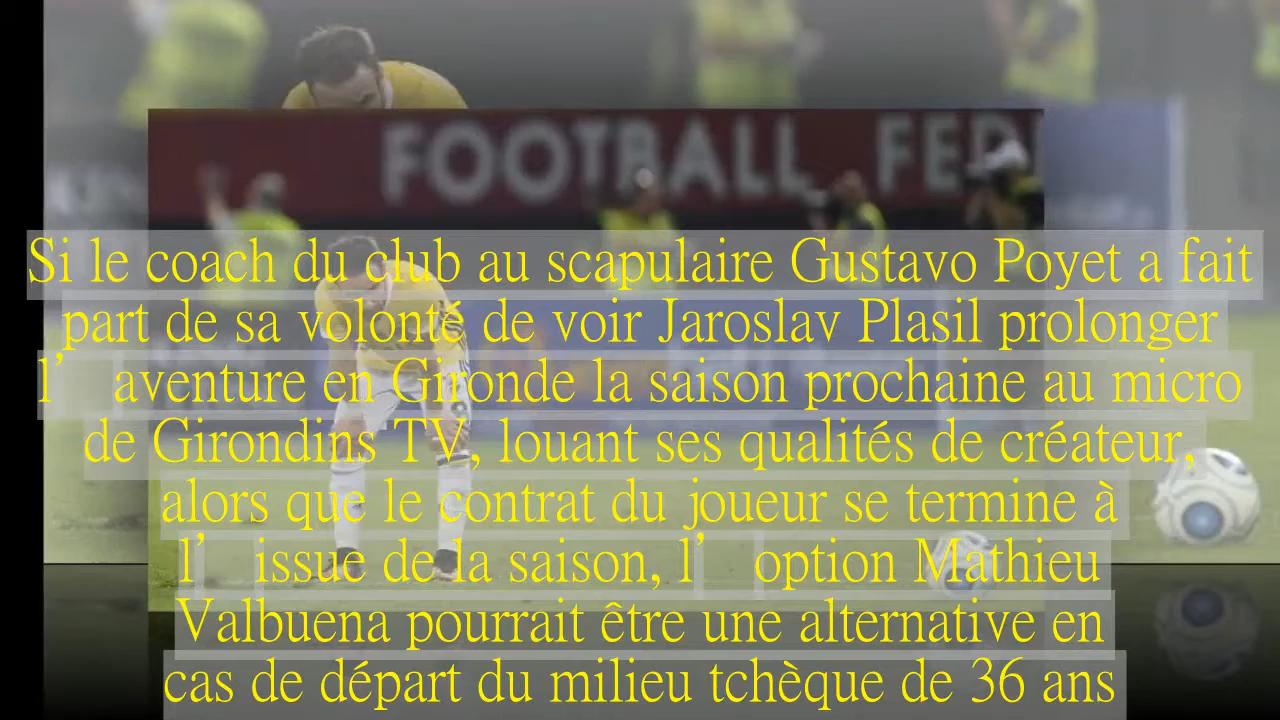 FOOTBALL FED
Si le coach du club au scapulaire Gustavo Poyet a fait
part de sa volonté de voir Jaroslav Plasil prolonger
l’ aventure en Gironde la saison prochaine au micro
de Girondins TV, louant ses qualités de créateur,
alors que le contrat du joueur se termine à
l’ issue de la saison, l’ option Mathieu
Valbuena pourrait être une alternative en
cas de départ du milieu tchèque de 36 ans